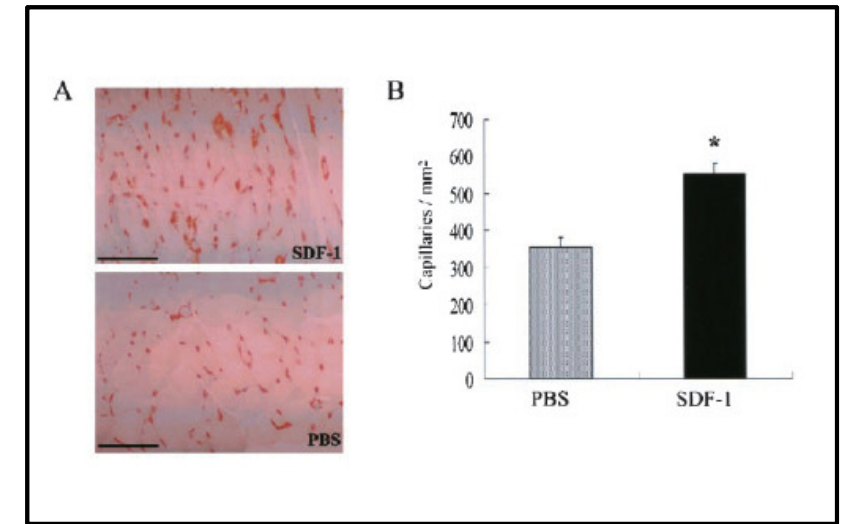 A
SDF-1
PBS
B
Capillaries / mm²
700
600
500
400
300
200
100
0
*
PBS
SDF-1